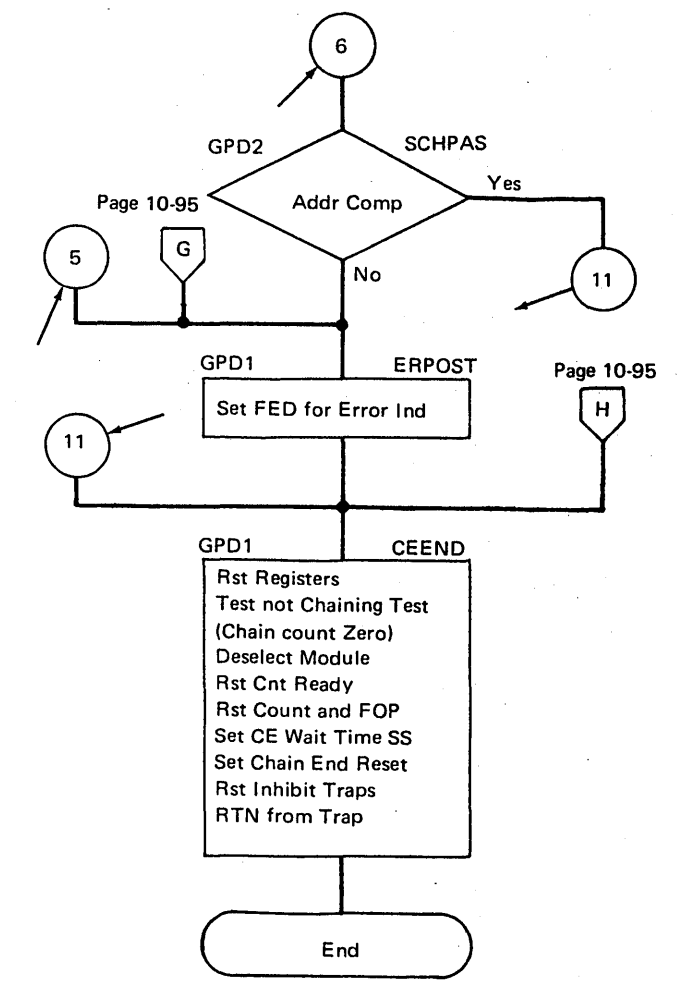 6
GPD2
SCHPAS
Addr Comp
Yes
Page 10-95
G
5
No
11
GPD1
ERPOST
Set FED for Error Ind
Page 10-95
H
11
GPD1
CEEND
Rst Registers
Test not Chaining Test
(Chain count Zero)
Deselect Module
Rst Cnt Ready
Rst Count and FOP
Set CE Wait Time SS
Set Chain End Reset
Rst Inhibit Traps
RTN from Trap
End